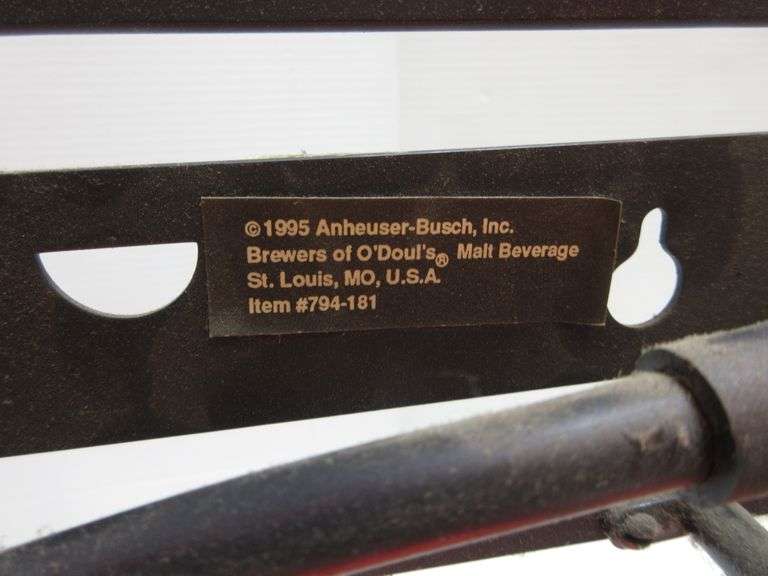 ©1995 Anheuser-Busch, Inc.
Brewers of O'Doul's® Malt Beverage
St. Louis, MO, U.S.A.
Item #794-181